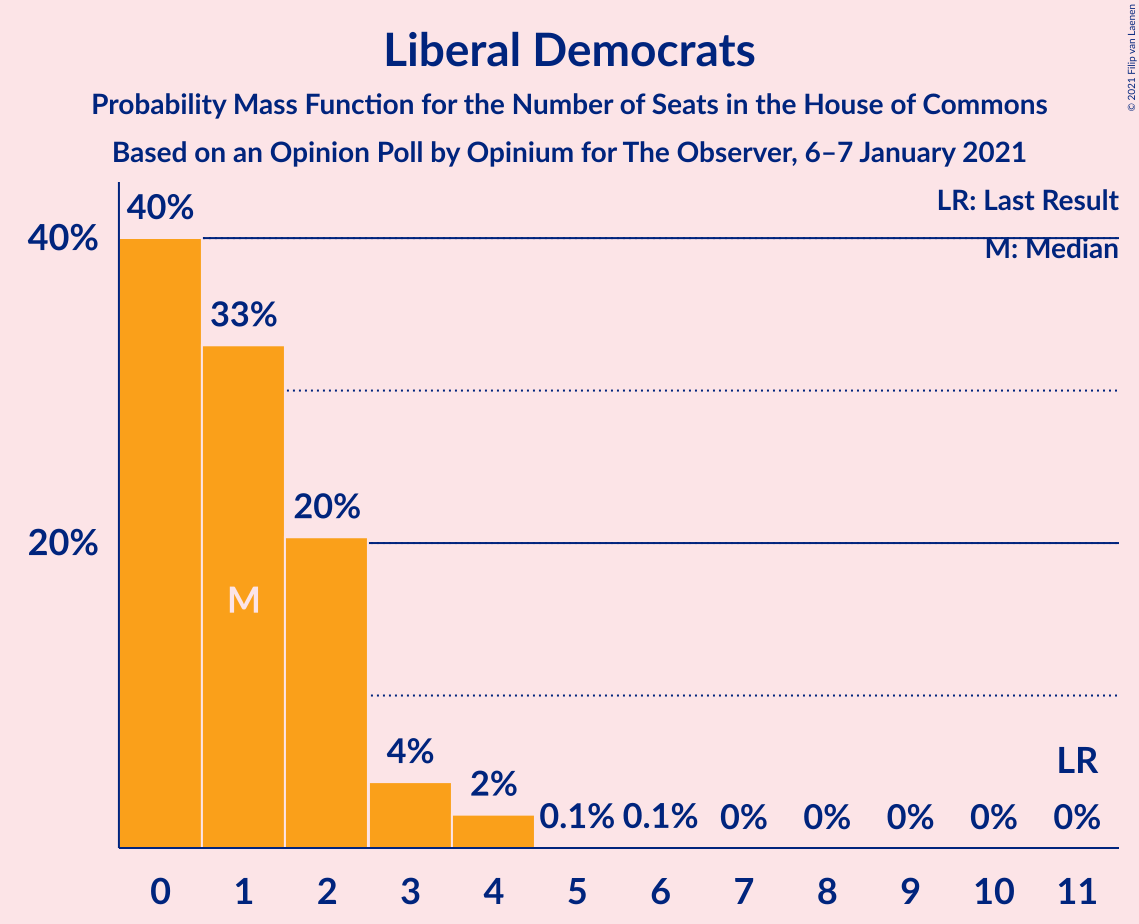 © 2021 Filip van Laenen
Liberal Democrats
Probability Mass Function for the Number of Seats in the House of Commons
Based on an Opinion Poll by Opinium for The Observer, 6–7 January 2021
LR: Last Result
M: Median
40%
20%
40%
33%
20%
4%
2%
0.1%
0.1%
0%
0%
0%
0%
0%
M
LR
0 1 2 3 4 5 6 7 8 9 10 11